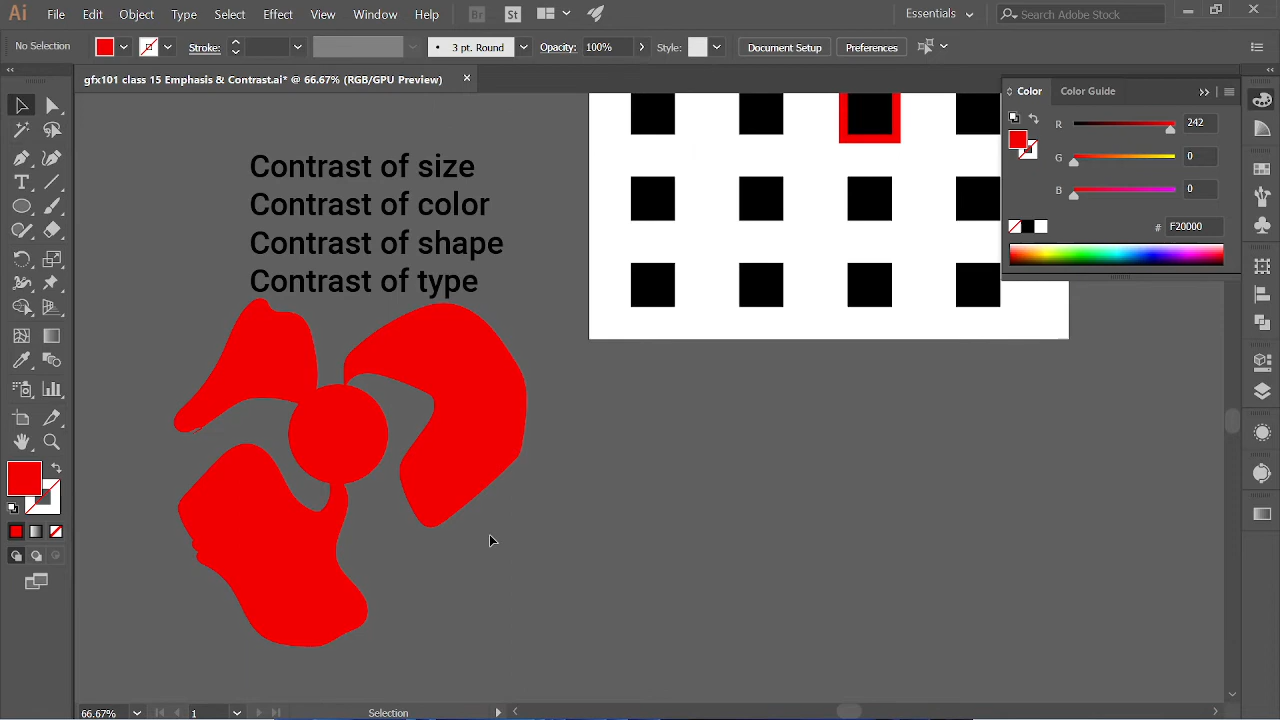 Ai File Edit Object Type Select Effect View Window Help Br St Essentials Search Adobe Stock
No Selection Stroke: 3 pt. Round Opacity: 100% Style: Document Setup Preferences
gfx101 class 15 Emphasis & Contrast.ai* @ 66.67% (RGB/GPU Preview)
Color Color Guide
R 242
G 0
B 0
# F20000
Contrast of size
Contrast of color
Contrast of shape
Contrast of type
66.67% 1 Selection